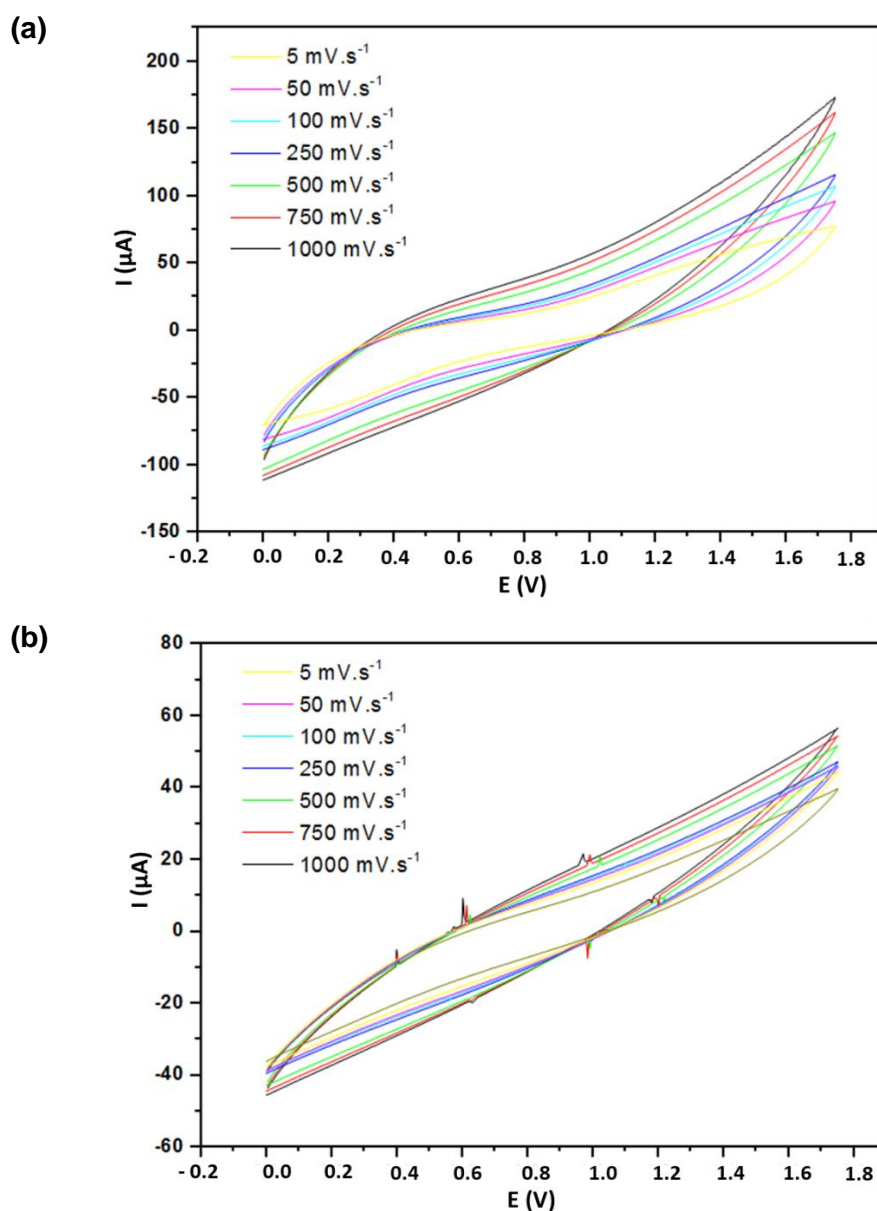 (a)
200
150
100
50
0
-50
-100
-150
I (µA)
5 mV.s⁻¹
50 mV.s⁻¹
100 mV.s⁻¹
250 mV.s⁻¹
500 mV.s⁻¹
750 mV.s⁻¹
1000 mV.s⁻¹
- 0.2 0.0 0.2 0.4 0.6 0.8 1.0 1.2 1.4 1.6 1.8
E (V)
(b)
80
60
40
20
0
-20
-40
-60
I (µA)
5 mV.s⁻¹
50 mV.s⁻¹
100 mV.s⁻¹
250 mV.s⁻¹
500 mV.s⁻¹
750 mV.s⁻¹
1000 mV.s⁻¹
- 0.2 0.0 0.2 0.4 0.6 0.8 1.0 1.2 1.4 1.6 1.8
E (V)